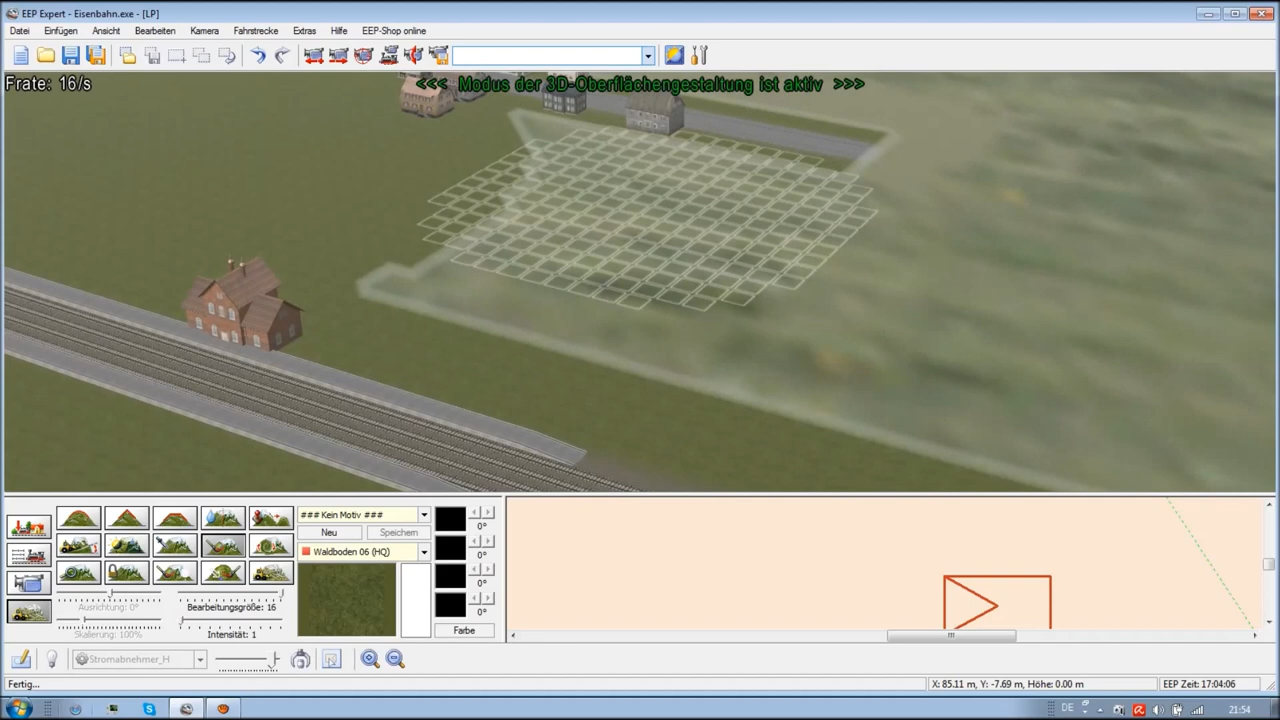 EEP Expert - Eisenbahn.exe - [LP]
Datei Einfügen Ansicht Bearbeiten Kamera Fahrstrecke Extras Hilfe EEP-Shop online
Frate: 16/s
<<< Modus der 3D-Oberflächengestaltung ist aktiv >>>
### Kein Motiv ###
0°
Neu Speichern
Waldboden 06 (HQ)
0°
0°
Ausrichtung: 0° Bearbeitungsgröße: 16
0°
Skalierung: 100% Intensität: 1
Farbe
Stromabnehmer_H
Fertig...
X: 85.11 m, Y: -7.69 m, Höhe: 0.00 m
EEP Zeit: 17:04:06
DE
21:54